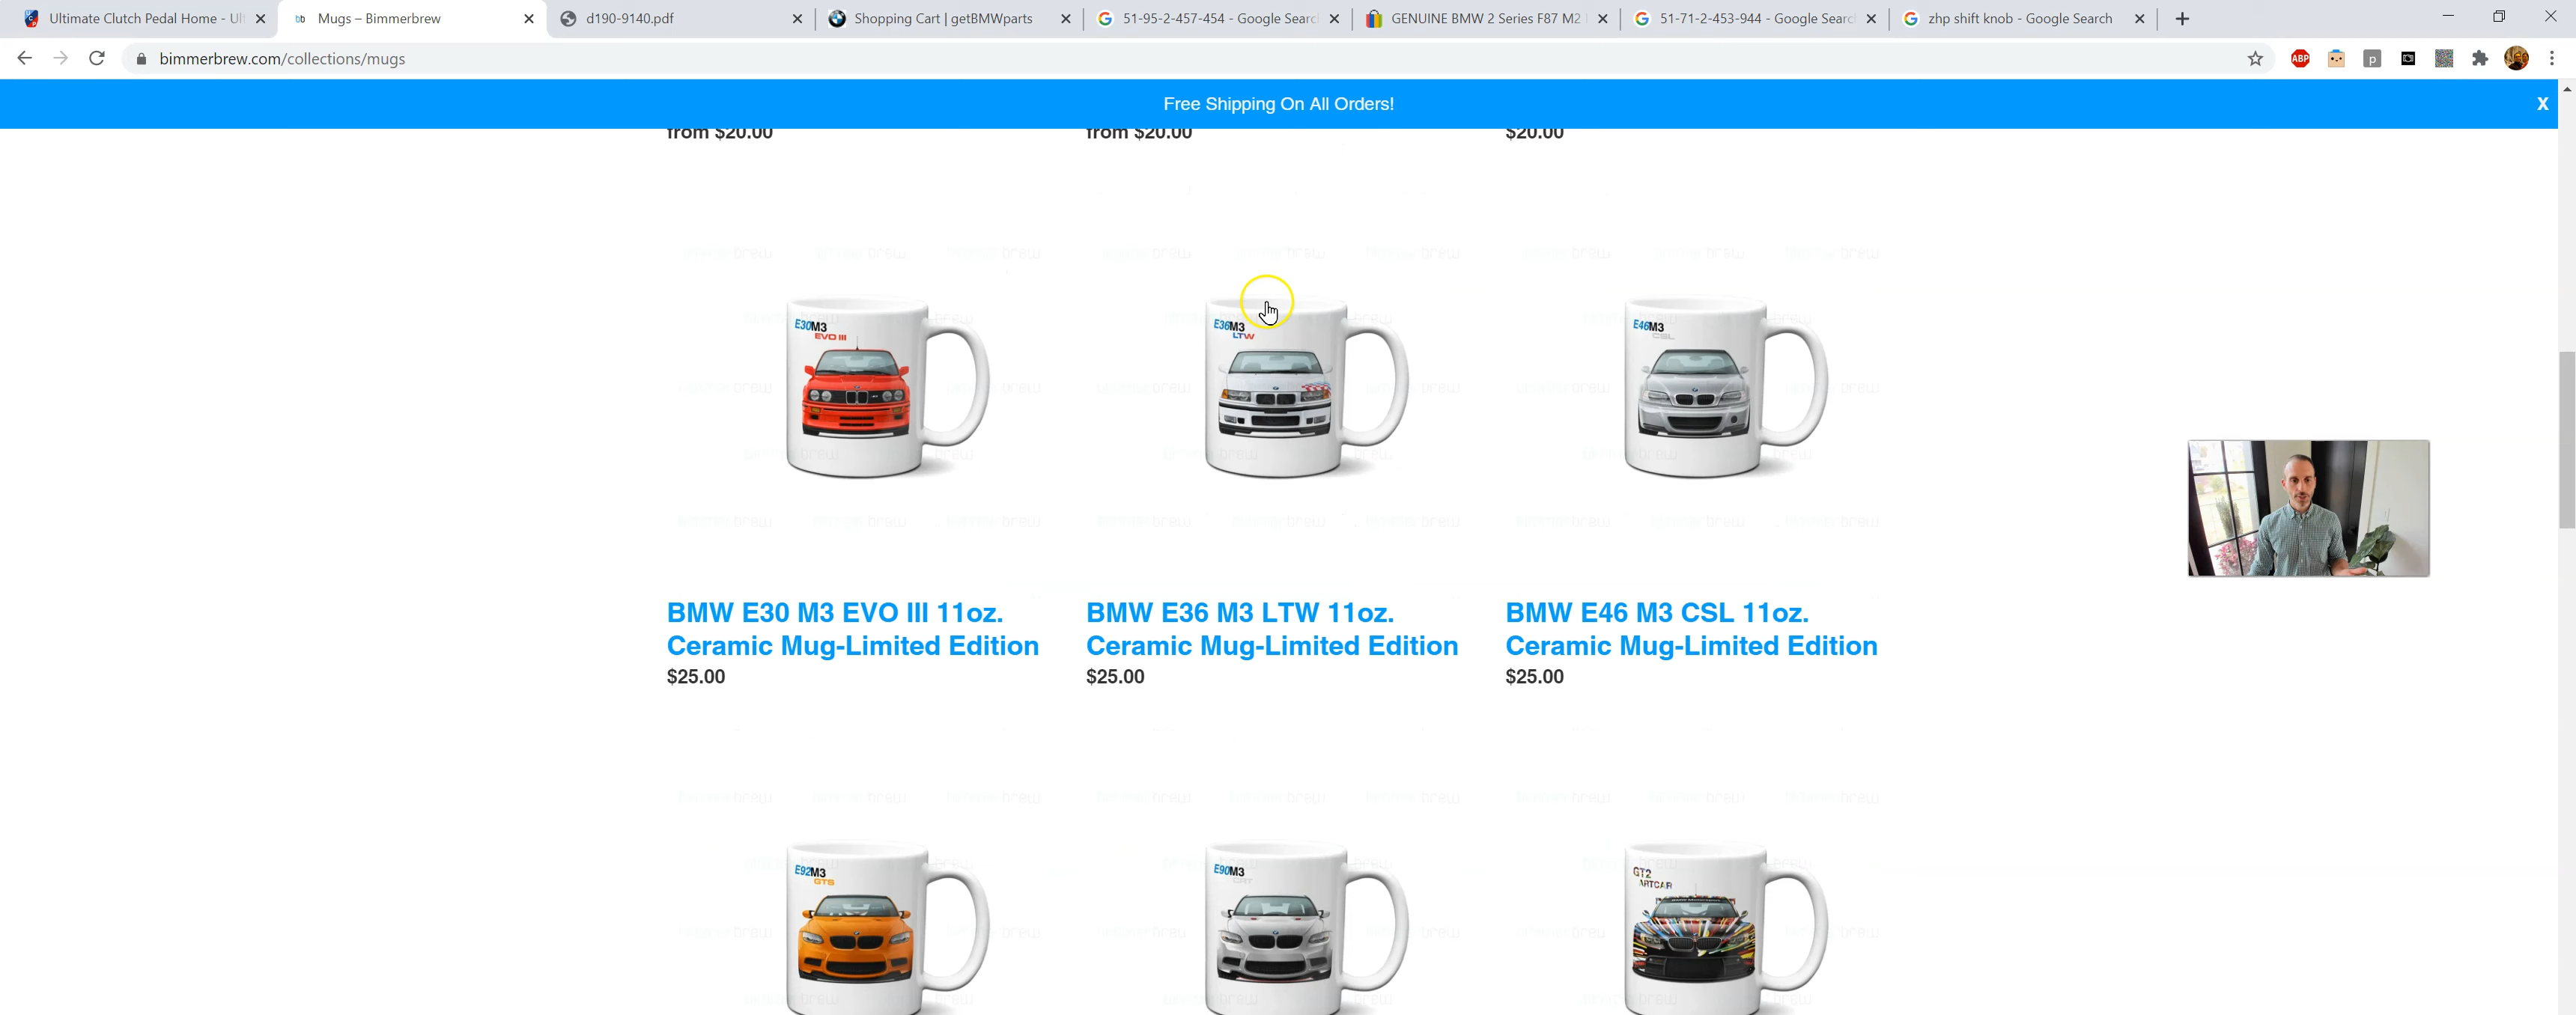 Ultimate Clutch Pedal Home - Ul
Mugs – Bimmerbrew
d190-9140.pdf
Shopping Cart | getBMWparts
51-95-2-457-454 - Google Searc
GENUINE BMW 2 Series F87 M2
51-71-2-453-944 - Google Searc
zhp shift knob - Google Search
bimmerbrew.com/collections/mugs
ABP
Free Shipping On All Orders!
X
from $20.00
from $20.00
$20.00
E30M3
EVO III
E36M3
LTW
E46M3
CSL
BMW E30 M3 EVO III 11oz.
Ceramic Mug-Limited Edition
$25.00
BMW E36 M3 LTW 11oz.
Ceramic Mug-Limited Edition
$25.00
BMW E46 M3 CSL 11oz.
Ceramic Mug-Limited Edition
$25.00
E92M3
GTS
E90M3
GT2
ARTCAR